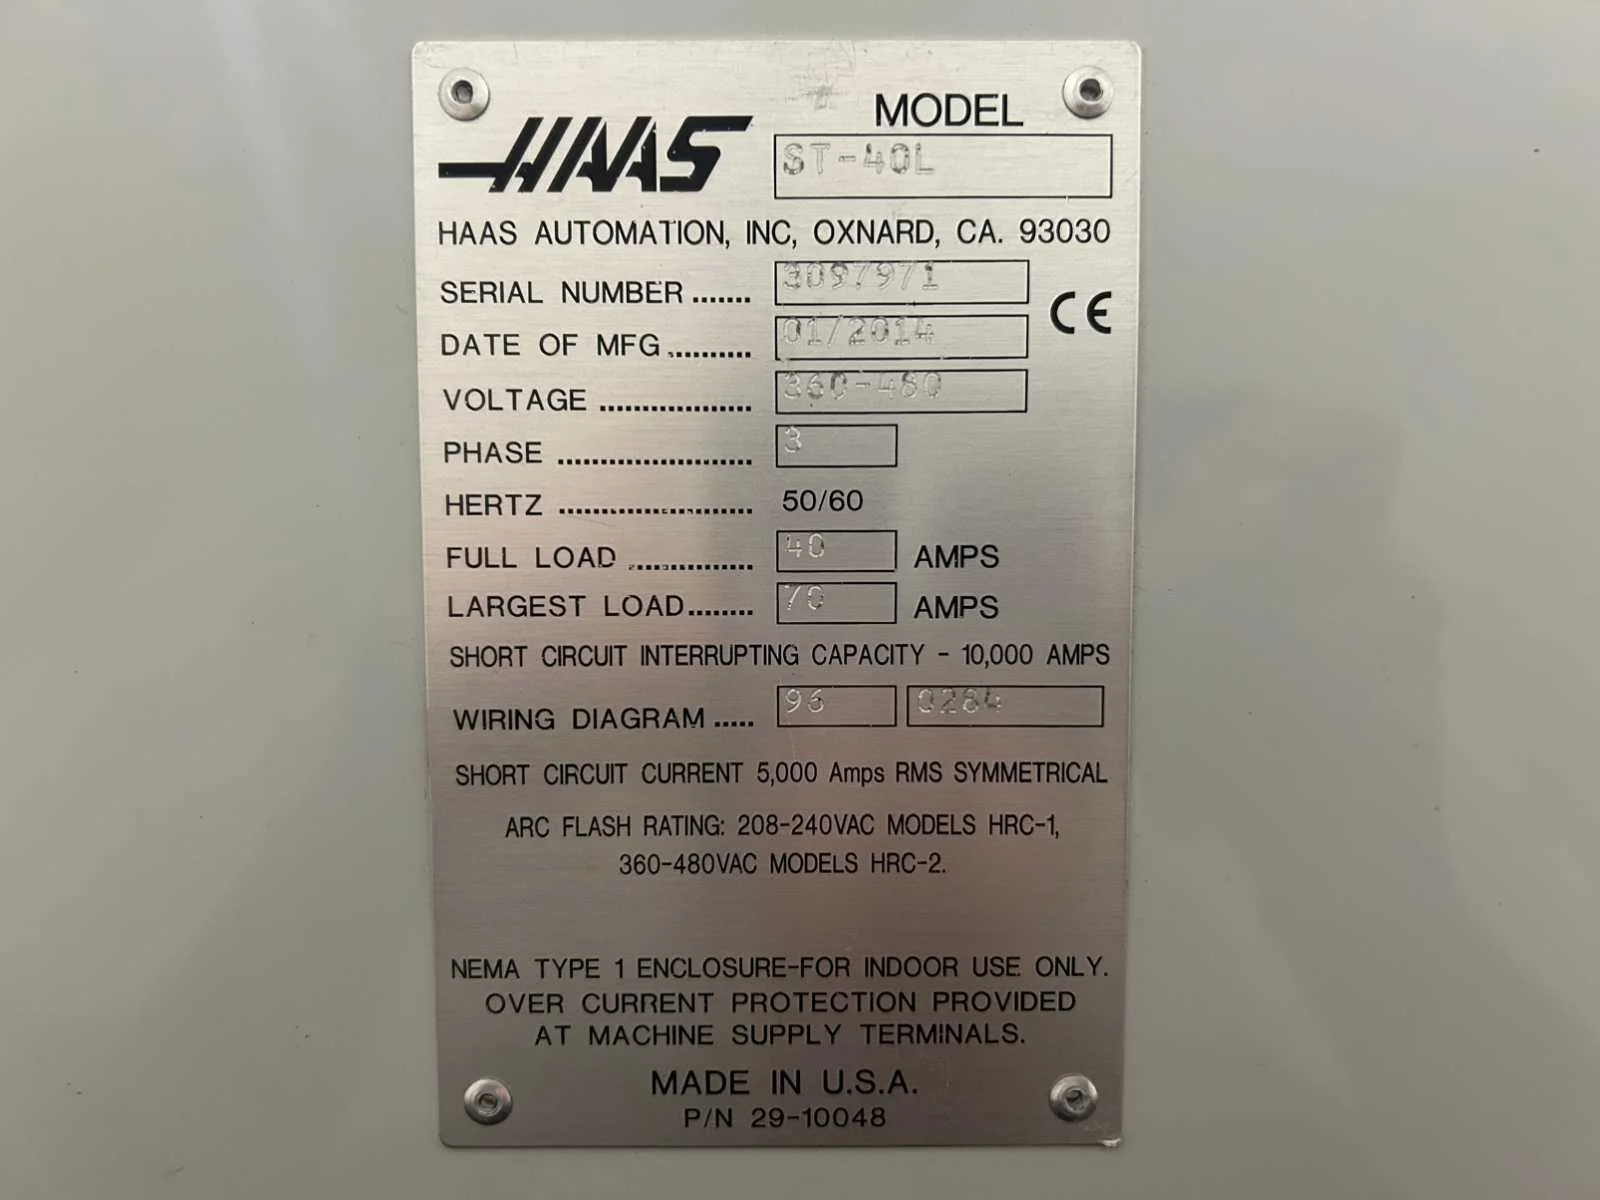 HAAS
MODEL
ST-40L
HAAS AUTOMATION, INC, OXNARD, CA. 93030
SERIAL NUMBER ....... 3097971
CE
DATE OF MFG .......... 01/2014
VOLTAGE .................. 360-480
PHASE ....................... 3
HERTZ ....................... 50/60
FULL LOAD ............... 40 AMPS
LARGEST LOAD........ 70 AMPS
SHORT CIRCUIT INTERRUPTING CAPACITY - 10,000 AMPS
WIRING DIAGRAM ..... 96 0284
SHORT CIRCUIT CURRENT 5,000 Amps RMS SYMMETRICAL
ARC FLASH RATING: 208-240VAC MODELS HRC-1,
360-480VAC MODELS HRC-2.
NEMA TYPE 1 ENCLOSURE-FOR INDOOR USE ONLY.
OVER CURRENT PROTECTION PROVIDED
AT MACHINE SUPPLY TERMINALS.
MADE IN U.S.A.
P/N 29-10048